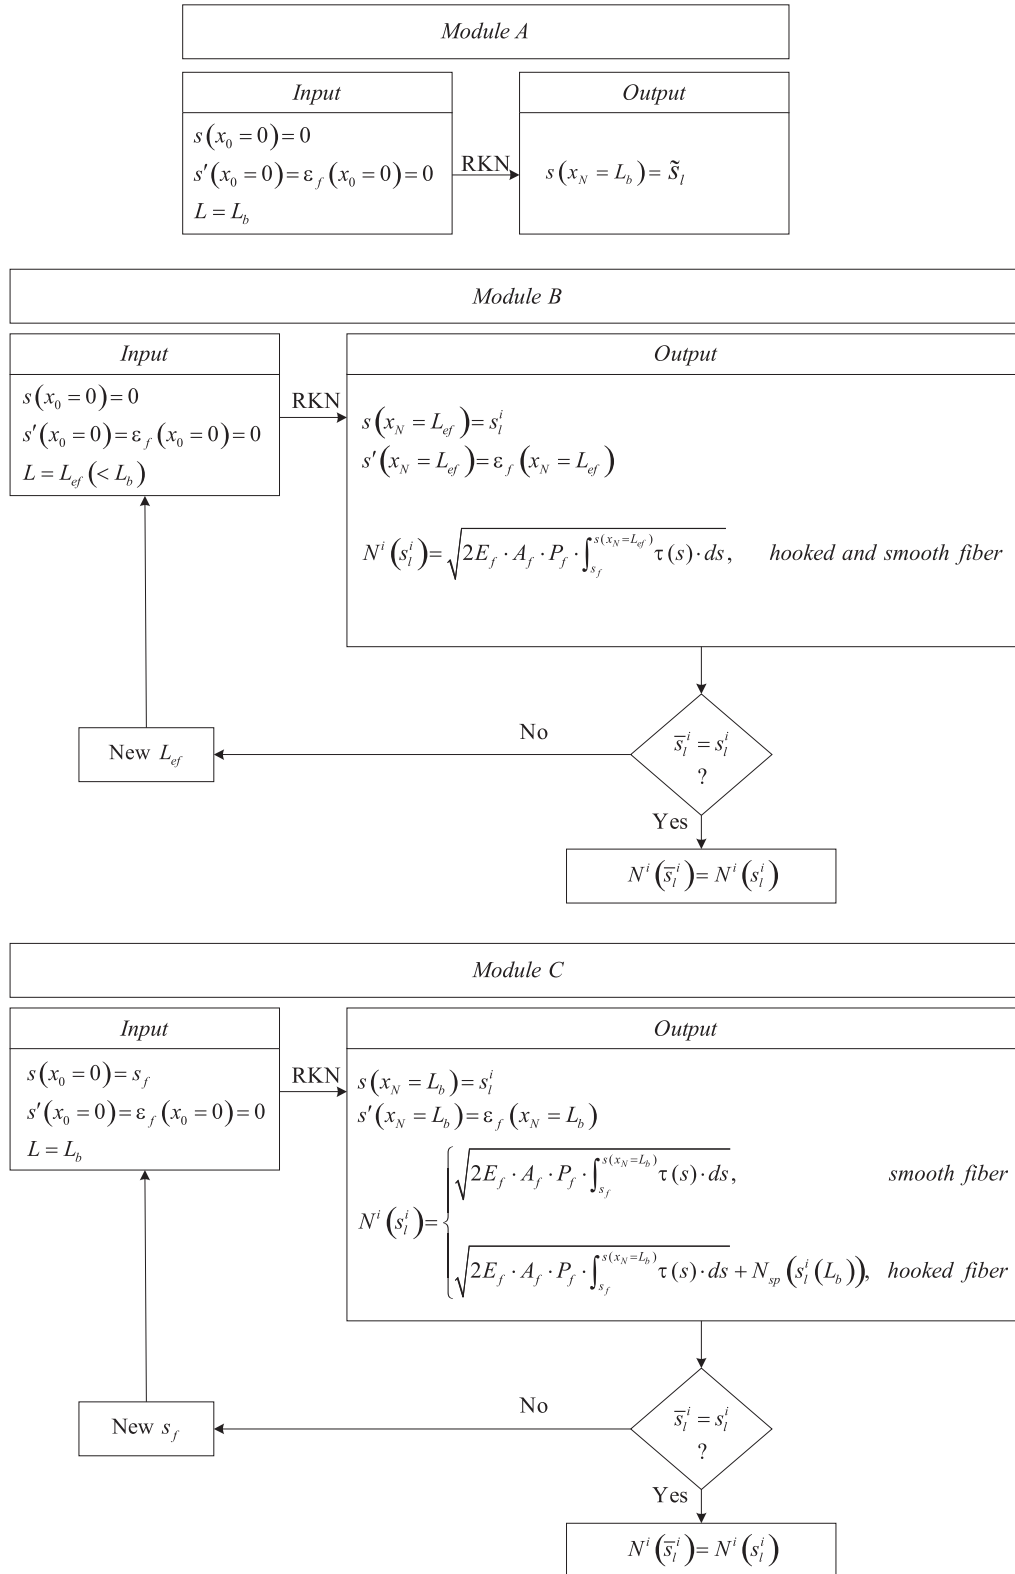 Module A
Input
Output
s(x₀ = 0) = 0
s′(x₀ = 0) = ε_f (x₀ = 0) = 0
L = L_b
RKN
s(x_N = L_b) = s̃_l
Module B
Input
Output
s(x₀ = 0) = 0
s′(x₀ = 0) = ε_f (x₀ = 0) = 0
L = L_ef (< L_b)
RKN
s(x_N = L_ef) = s_l^i
s′(x_N = L_ef) = ε_f (x_N = L_ef)
N^i (s_l^i) = √(2E_f · A_f · P_f · ∫_{s_f}^{s(x_N = L_ef)} τ(s) · ds), hooked and smooth fiber
No
New L_ef
s̄_l^i = s_l^i
?
Yes
N^i (s̄_l^i) = N^i (s_l^i)
Module C
Input
Output
s(x₀ = 0) = s_f
s′(x₀ = 0) = ε_f (x₀ = 0) = 0
L = L_b
RKN
s(x_N = L_b) = s_l^i
s′(x_N = L_b) = ε_f (x_N = L_b)
N^i (s_l^i) = {
√(2E_f · A_f · P_f · ∫_{s_f}^{s(x_N = L_b)} τ(s) · ds), smooth fiber
√(2E_f · A_f · P_f · ∫_{s_f}^{s(x_N = L_b)} τ(s) · ds) + N_sp (s_l^i (L_b)), hooked fiber
No
New s_f
s̄_l^i = s_l^i
?
Yes
N^i (s̄_l^i) = N^i (s_l^i)